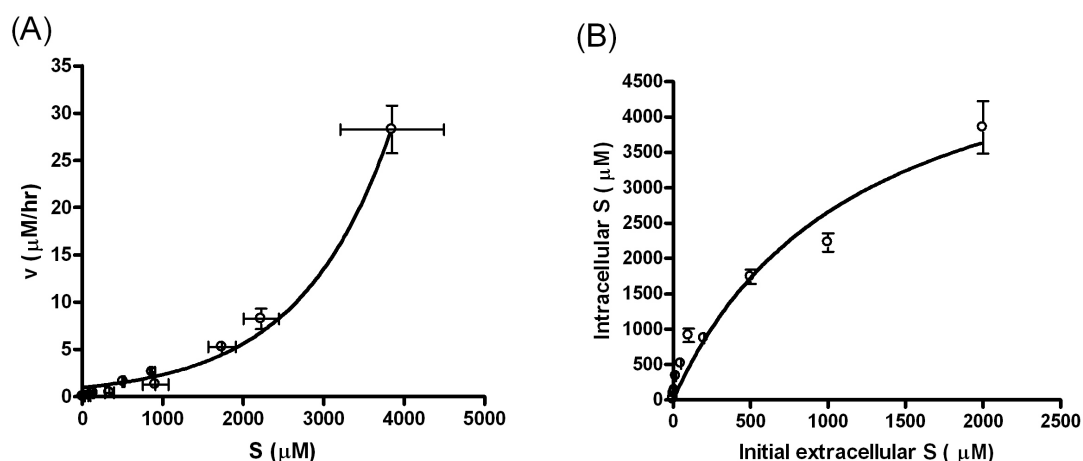 (A)
35
30
25
20
15
10
5
0
v (μM/hr)
0 1000 2000 3000 4000 5000
S (μM)
(B)
4500
4000
3500
3000
2500
2000
1500
1000
500
0
Intracellular S ( μM)
0 500 1000 1500 2000 2500
Initial extracellular S ( μM)